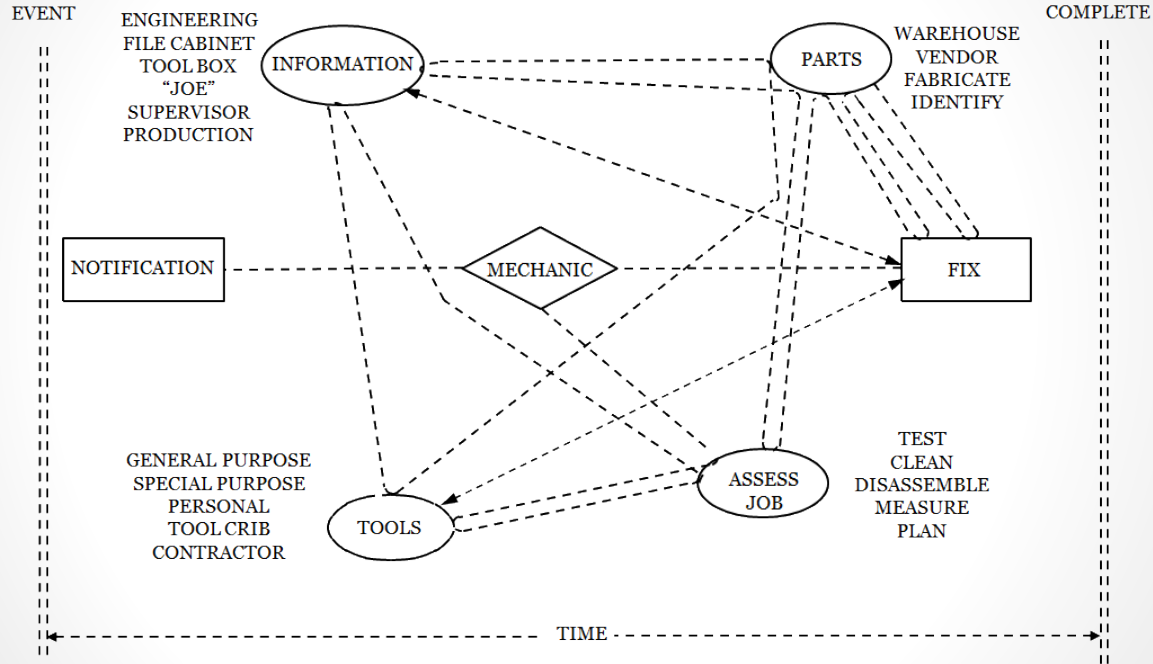 EVENT
COMPLETE
ENGINEERING
FILE CABINET
TOOL BOX
“JOE”
SUPERVISOR
PRODUCTION
INFORMATION
PARTS
WAREHOUSE
VENDOR
FABRICATE
IDENTIFY
NOTIFICATION
MECHANIC
FIX
GENERAL PURPOSE
SPECIAL PURPOSE
PERSONAL
TOOL CRIB
CONTRACTOR
TOOLS
ASSESS
JOB
TEST
CLEAN
DISASSEMBLE
MEASURE
PLAN
TIME